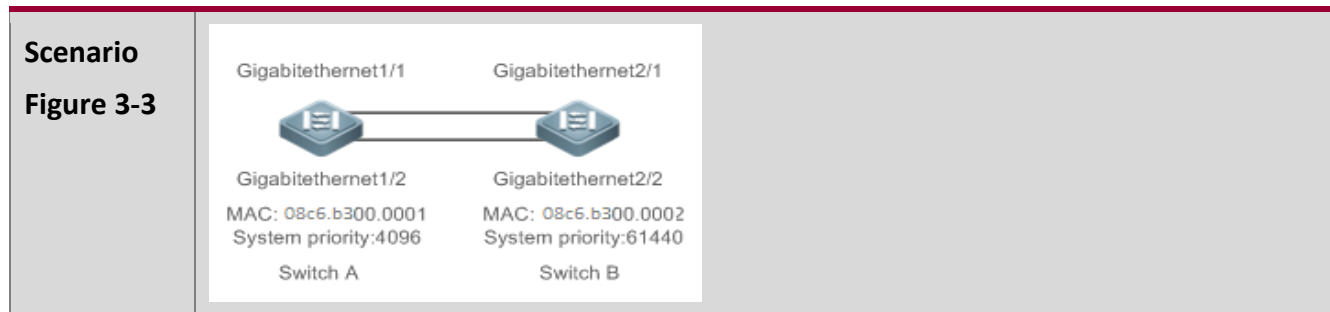 Scenario
Figure 3-3
Gigabitethernet1/1 Gigabitethernet2/1
Gigabitethernet1/2 Gigabitethernet2/2
MAC: 08c6.b300.0001 MAC: 08c6.b300.0002
System priority:4096 System priority:61440
Switch A Switch B